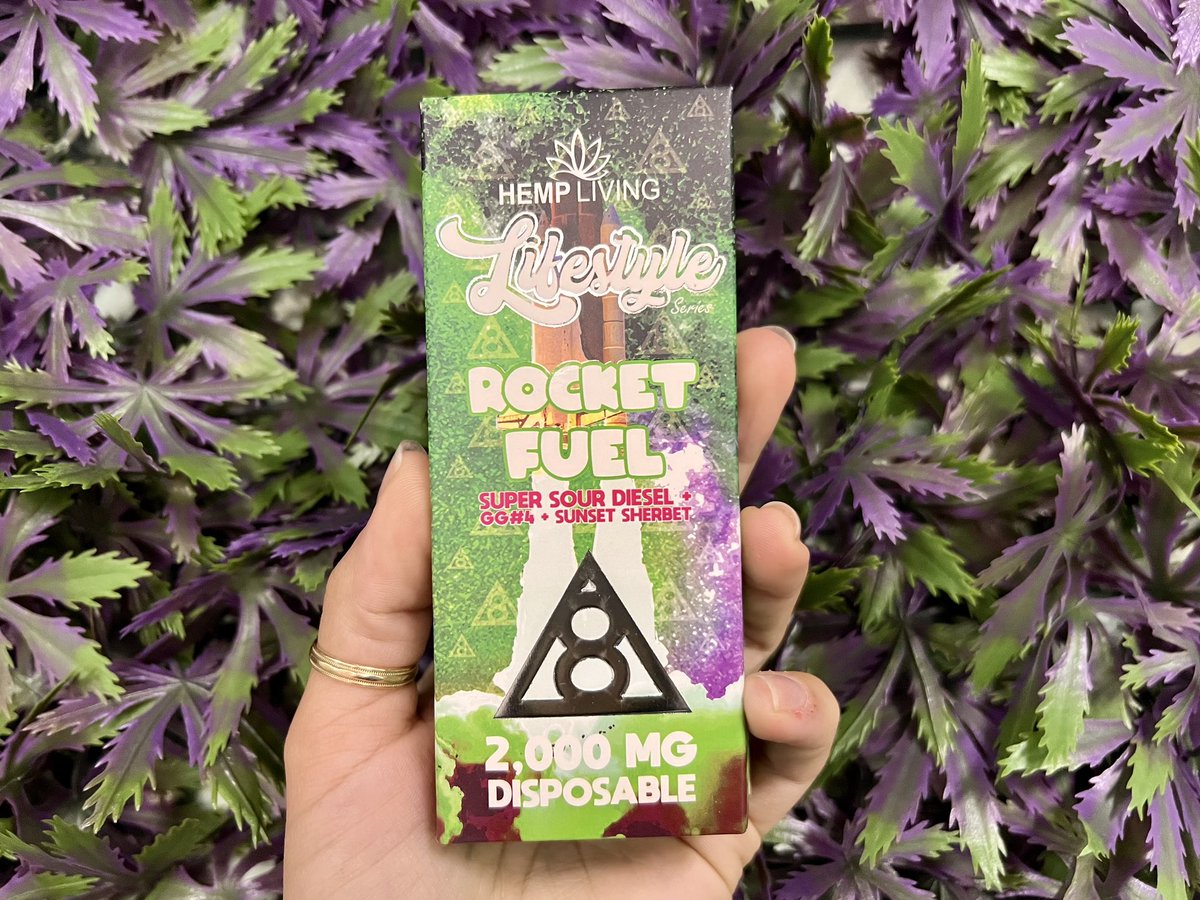 HEMP LIVING
Lifestyle
Series
ROCKET
FUEL
SUPER SOUR DIESEL +
GG#4 + SUNSET SHERBET
8
2,000 MG
DISPOSABLE